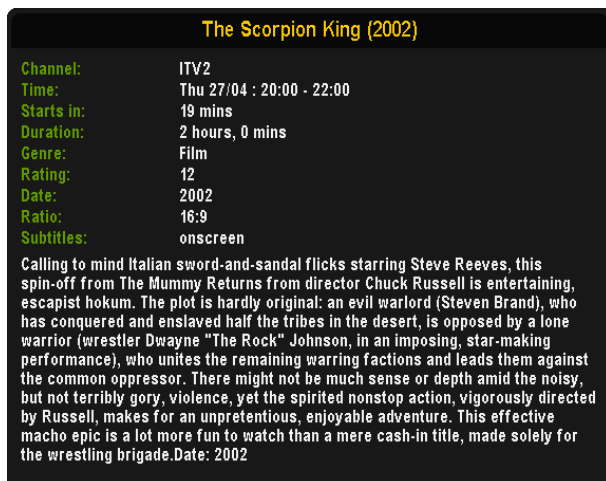 The Scorpion King (2002)
Channel: ITV2
Time: Thu 27/04 : 20:00 - 22:00
Starts in: 19 mins
Duration: 2 hours, 0 mins
Genre: Film
Rating: 12
Date: 2002
Ratio: 16:9
Subtitles: onscreen
Calling to mind Italian sword-and-sandal flicks starring Steve Reeves, this
spin-off from The Mummy Returns from director Chuck Russell is entertaining,
escapist hokum. The plot is hardly original: an evil warlord (Steven Brand), who
has conquered and enslaved half the tribes in the desert, is opposed by a lone
warrior (wrestler Dwayne "The Rock" Johnson, in an imposing, star-making
performance), who unites the remaining warring factions and leads them against
the common oppressor. There might not be much sense or depth amid the noisy,
but not terribly gory, violence, yet the spirited nonstop action, vigorously directed
by Russell, makes for an unpretentious, enjoyable adventure. This effective
macho epic is a lot more fun to watch than a mere cash-in title, made solely for
the wrestling brigade.Date: 2002